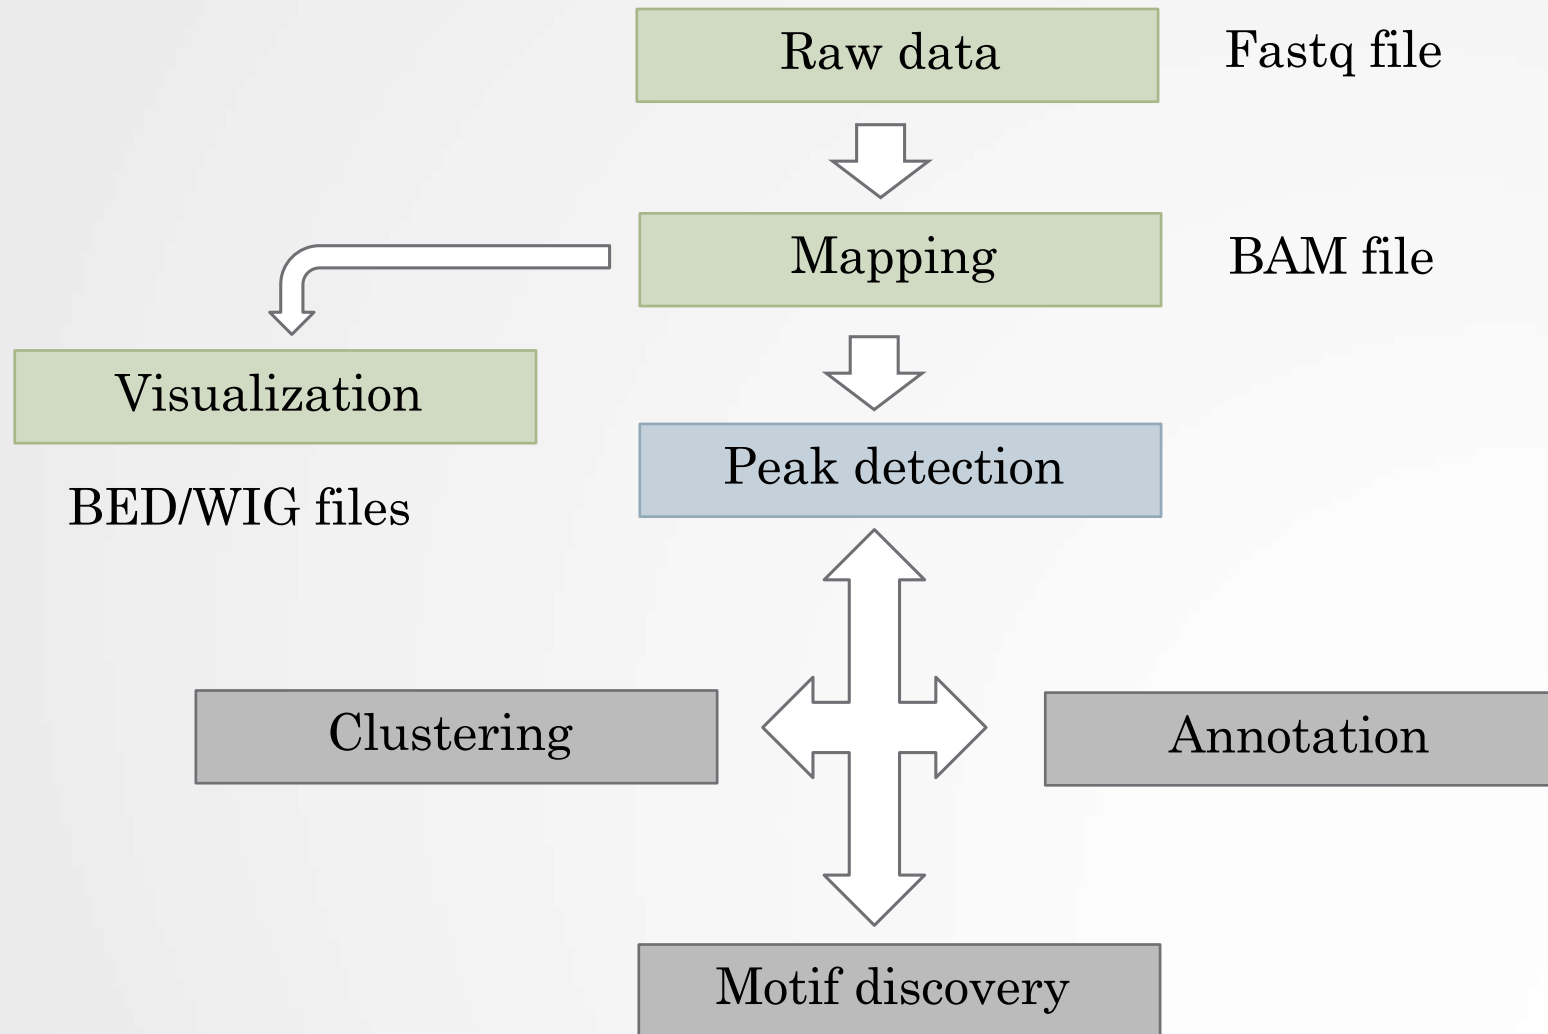 Raw data
Fastq file
Mapping
BAM file
Visualization
Peak detection
BED/WIG files
Clustering
Annotation
Motif discovery